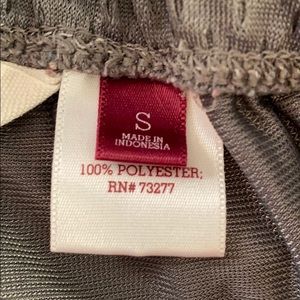 S
MADE IN
INDONESIA
100% POLYESTER;
RN# 73277